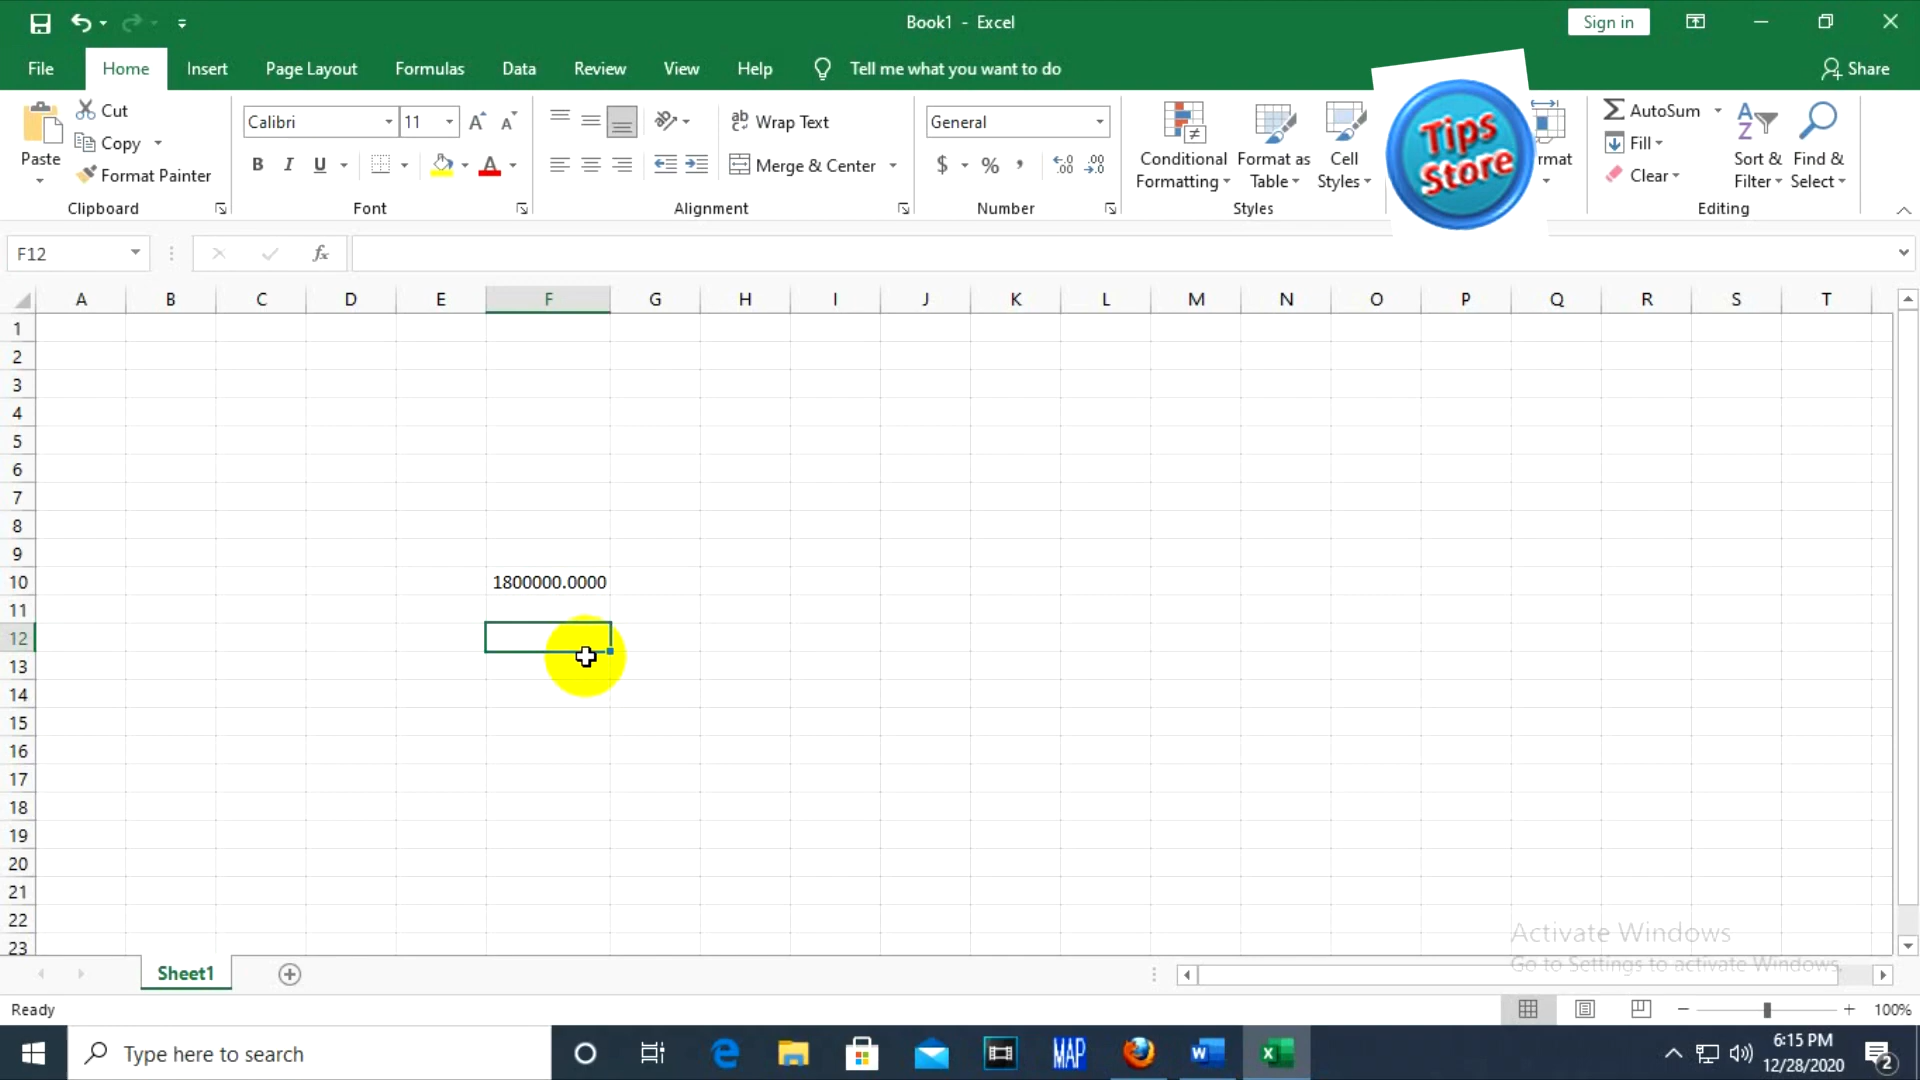 Book1 - Excel
Sign in
File Home Insert Page Layout Formulas Data Review View Help Tell me what you want to do Share
Paste
Cut
Copy
Format Painter
Clipboard
Calibri 11
B I U A
Font
Wrap Text
Merge & Center
Alignment
General
$ % ,
Number
Conditional Formatting
Format as Table
Cell Styles
Styles
Tips
Store
rmat
AutoSum
Fill
Clear
Sort & Filter
Find & Select
Editing
F12 fx
A B C D E F G H I J K L M N O P Q R S T
1
2
3
4
5
6
7
8
9
10 1800000.0000
11
12
13
14
15
16
17
18
19
20
21
22
23
Activate Windows
Go to Settings to activate Windows.
Sheet1
Ready
100%
Type here to search
MAP
6:15 PM
12/28/2020
2